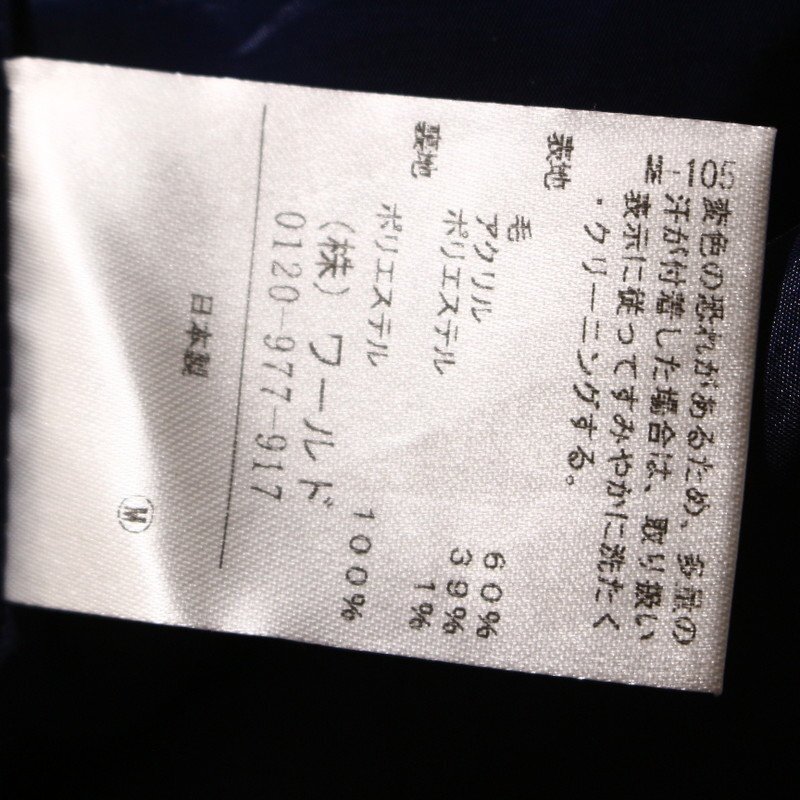 -105
変色の恐れがあるため、多量の
汗が付着した場合は、取り扱い
表示に従ってすみやかに洗たく
・クリーニングする。
表地
毛 60%
アクリル 39%
ポリエステル 1%
裏地
ポリエステル 100%
(株)ワールド
0120-977-917
日本製
M